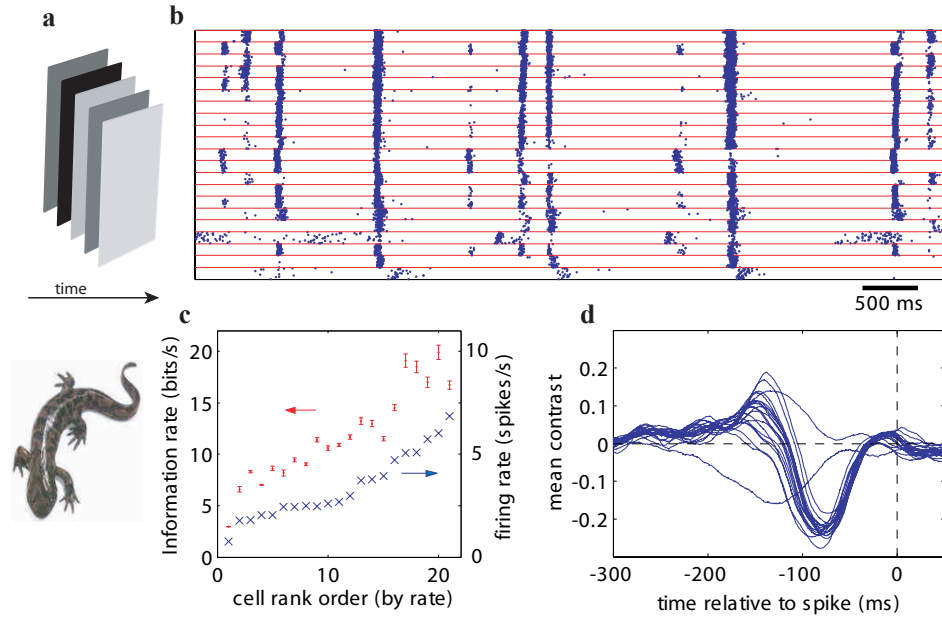 a
b
time
500 ms
c
d
Information rate (bits/s)
20
15
10
5
0
10
5
0
firing rate (spikes/s)
0
10
20
cell rank order (by rate)
mean contrast
0.2
0.1
0
-0.1
-0.2
-300
-200
-100
0
time relative to spike (ms)